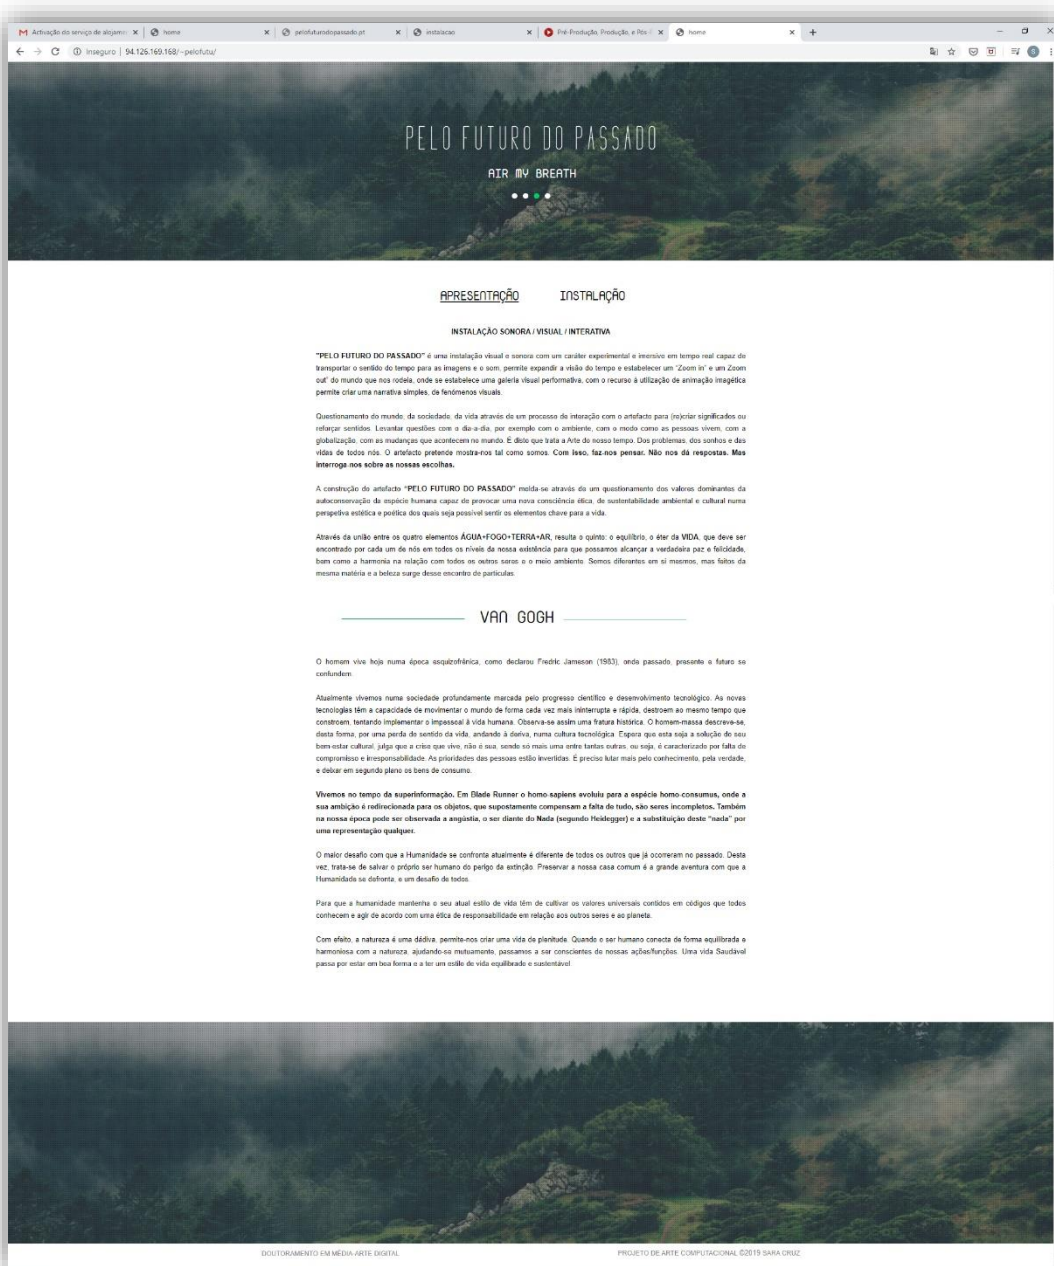 Activação do serviço de alojame
home
pelofuturodopassado.pt
instalacao
Pré-Produção, Produção, e Pós-
home
Inseguro | 94.126.169.168/~pelofutu/
PELO FUTURO DO PASSADO
AIR MY BREATH
APRESENTAÇÃO INSTALAÇÃO
INSTALAÇÃO SONORA / VISUAL / INTERATIVA
"PELO FUTURO DO PASSADO" é uma instalação visual e sonora com um caráter experimental e imersivo em tempo real capaz de
transportar o sentido do tempo para as imagens e o som, permite expandir a visão do tempo e estabelecer um "Zoom in" e um Zoom
out" do mundo que nos rodeia, onde se estabelece uma galeria visual performativa, com o recurso à utilização de animação imagética
permite criar uma narrativa simples, de fenómenos visuais.
Questionamento do mundo, da sociedade, da vida através de um processo de interação com o artefacto para (re)criar significados ou
reforçar sentidos. Levantar questões com o dia-a-dia, por exemplo com o ambiente, com o modo como as pessoas vivem, com a
globalização, com as mudanças que acontecem no mundo. É disto que trata a Arte do nosso tempo. Dos problemas, dos sonhos e das
vidas de todos nós. O artefacto pretende mostra-nos tal como somos. Com isso, faz-nos pensar. Não nos dá respostas. Mas
interroga-nos sobre as nossas escolhas.
A construção do artefacto "PELO FUTURO DO PASSADO" molda-se através de um questionamento dos valores dominantes da
autoconservação da espécie humana capaz de provocar uma nova consciência ética, de sustentabilidade ambiental e cultural numa
perspetiva estética e poética dos quais seja possível sentir os elementos chave para a vida.
Através da união entre os quatro elementos ÁGUA+FOGO+TERRA+AR, resulta o quinto: o equilíbrio, o éter da VIDA, que deve ser
encontrado por cada um de nós em todos os níveis da nossa existência para que possamos alcançar a verdadeira paz e felicidade,
bem como a harmonia na relação com todos os outros seres e o meio ambiente. Somos diferentes em si mesmos, mas feitos da
mesma matéria e a beleza surge desse encontro de partículas.
VAN GOGH
O homem vive hoje numa época esquizofrênica, como declarou Fredric Jameson (1983), onde passado, presente e futuro se
confundem.
Atualmente vivemos numa sociedade profundamente marcada pelo progresso científico e desenvolvimento tecnológico. As novas
tecnologias têm a capacidade de movimentar o mundo de forma cada vez mais ininterrupta e rápida, destroem ao mesmo tempo que
constroem, tentando implementar o impessoal à vida humana. Observa-se assim uma fratura histórica. O homem-massa descreve-se,
desta forma, por uma perda do sentido da vida, andando à deriva, numa cultura tecnológica. Espera que esta seja a solução do seu
bem-estar cultural, julga que a crise que vive, não é sua, sendo só mais uma entre tantas outras, ou seja, é caracterizado por falta de
compromisso e irresponsabilidade. As prioridades das pessoas estão invertidas. É preciso lutar mais pelo conhecimento, pela verdade,
e deixar em segundo plano os bens de consumo.
Vivemos no tempo da superinformação. Em Blade Runner o homo-sapiens evoluiu para a espécie homo-consumus, onde a
sua ambição é redirecionada para os objetos, que supostamente compensam a falta de tudo, são seres incompletos. Também
na nossa época pode ser observada a angústia, o ser diante do Nada (segundo Heidegger) e a substituição deste "nada" por
uma representação qualquer.
O maior desafio com que a Humanidade se confronta atualmente é diferente de todos os outros que já ocorreram no passado. Desta
vez, trata-se de salvar o próprio ser humano do perigo da extinção. Preservar a nossa casa comum é a grande aventura com que a
Humanidade se defronta, e um desafio de todos.
Para que a humanidade mantenha o seu atual estilo de vida têm de cultivar os valores universais contidos em códigos que todos
conhecem e agir de acordo com uma ética de responsabilidade em relação aos outros seres e ao planeta.
Com efeito, a natureza é uma dádiva, permite-nos criar uma vida de plenitude. Quando o ser humano conecta de forma equilibrada e
harmoniosa com a natureza, ajudando-se mutuamente, passamos a ser conscientes de nossas ações/funções. Uma vida Saudável
passa por estar em boa forma e a ter um estilo de vida equilibrado e sustentável.
DOUTORAMENTO EM MÉDIA-ARTE DIGITAL PROJETO DE ARTE COMPUTACIONAL ©2019 SARA CRUZ